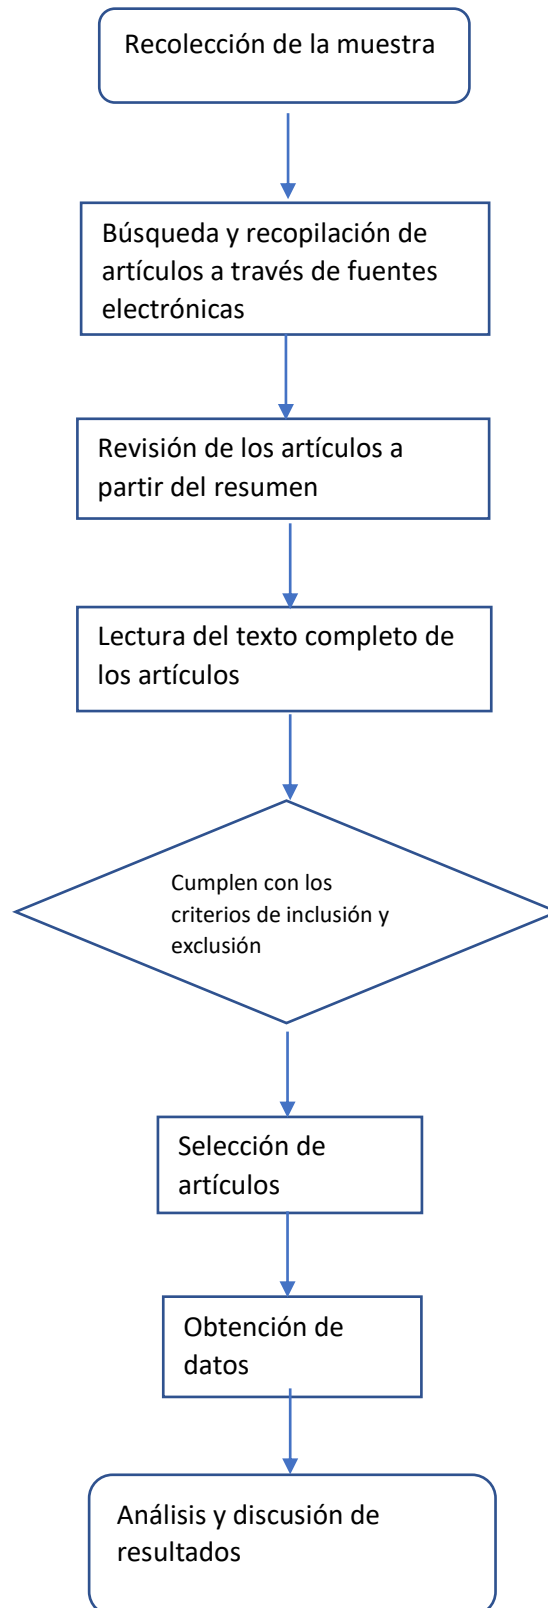 Recolección de la muestra
Búsqueda y recopilación de
artículos a través de fuentes
electrónicas
Revisión de los artículos a
partir del resumen
Lectura del texto completo de
los artículos
Cumplen con los
criterios de inclusión y
exclusión
Selección de
artículos
Obtención de
datos
Análisis y discusión de
resultados